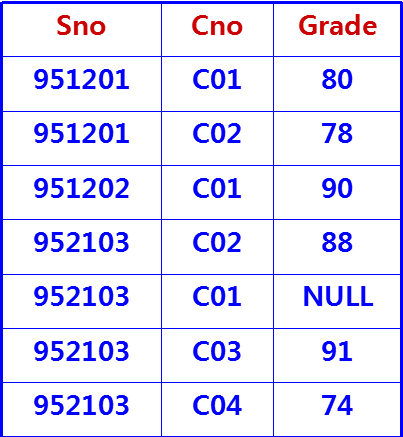 Sno Cno Grade
951201 C01 80
951201 C02 78
951202 C01 90
952103 C02 88
952103 C01 NULL
952103 C03 91
952103 C04 74